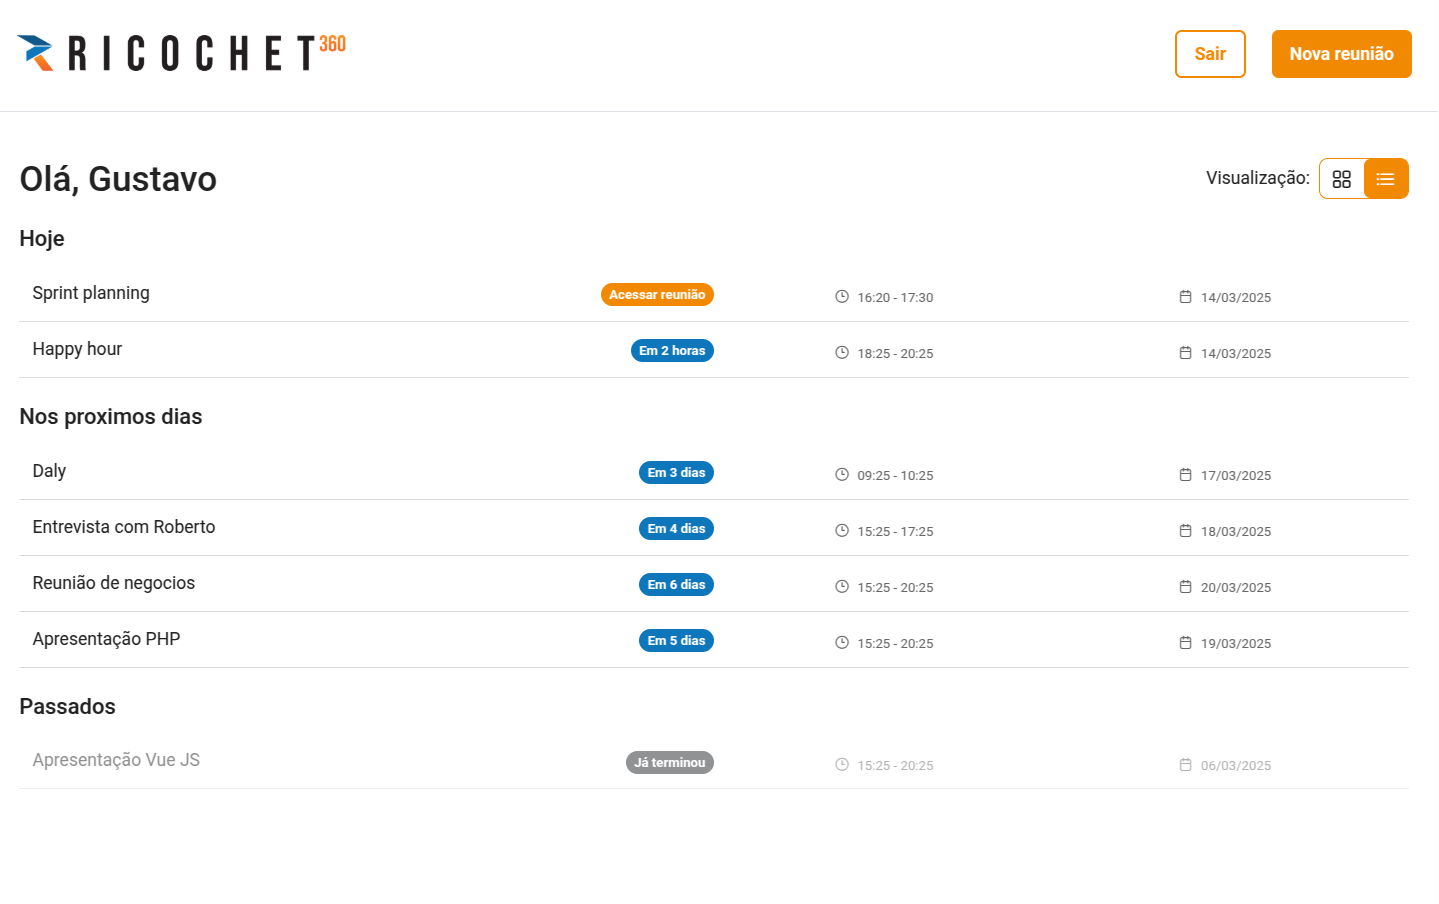 RICOCHET360
Sair
Nova reunião
Olá, Gustavo
Visualização:
Hoje
Sprint planning Acessar reunião 16:20 - 17:30 14/03/2025
Happy hour Em 2 horas 18:25 - 20:25 14/03/2025
Nos proximos dias
Daly Em 3 dias 09:25 - 10:25 17/03/2025
Entrevista com Roberto Em 4 dias 15:25 - 17:25 18/03/2025
Reunião de negocios Em 6 dias 15:25 - 20:25 20/03/2025
Apresentação PHP Em 5 dias 15:25 - 20:25 19/03/2025
Passados
Apresentação Vue JS Já terminou 15:25 - 20:25 06/03/2025